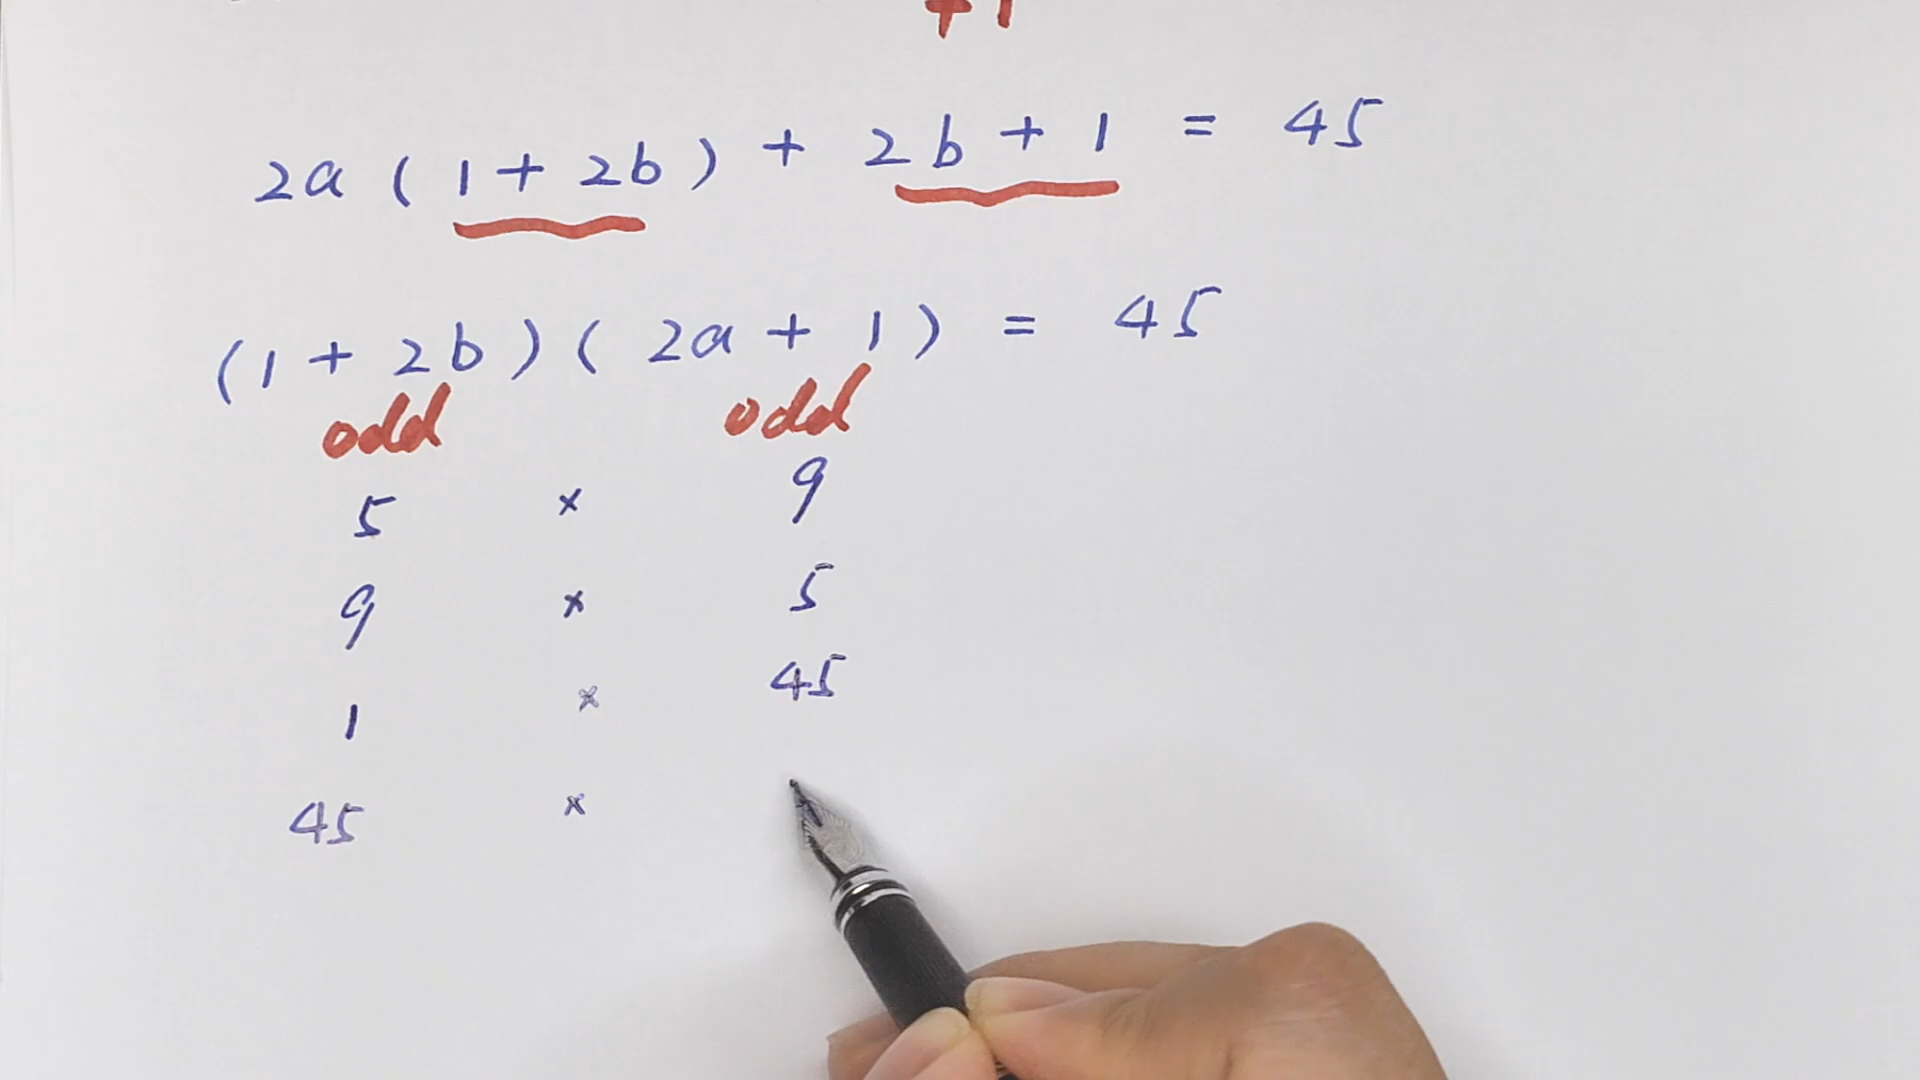 +1
2a ( 1 + 2b ) + 2b + 1 = 45
(1 + 2b ) ( 2a + 1 ) = 45
odd odd
5 × 9
9 × 5
1 × 45
45 ×